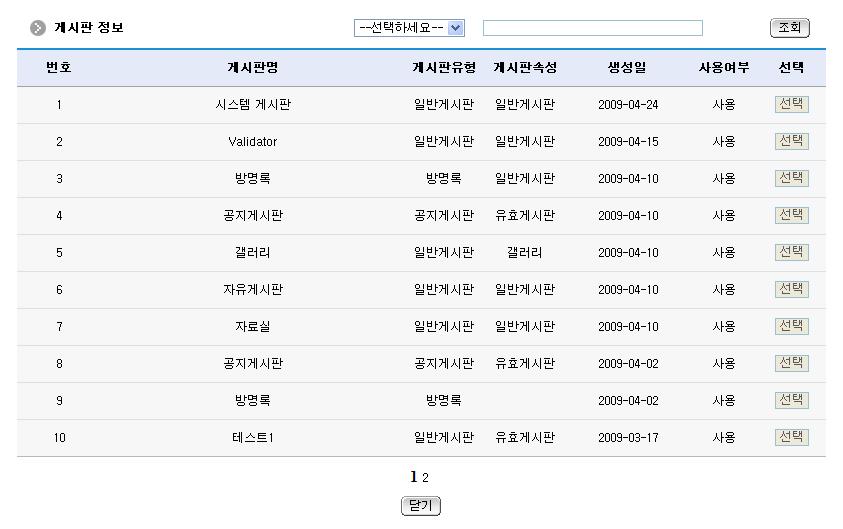 게시판 정보 --선택하세요-- 조회
번호 게시판명 게시판유형 게시판속성 생성일 사용여부 선택
1 시스템 게시판 일반게시판 일반게시판 2009-04-24 사용 선택
2 Validator 일반게시판 일반게시판 2009-04-15 사용 선택
3 방명록 방명록 일반게시판 2009-04-10 사용 선택
4 공지게시판 공지게시판 유효게시판 2009-04-10 사용 선택
5 갤러리 일반게시판 갤러리 2009-04-10 사용 선택
6 자유게시판 일반게시판 일반게시판 2009-04-10 사용 선택
7 자료실 일반게시판 일반게시판 2009-04-10 사용 선택
8 공지게시판 공지게시판 유효게시판 2009-04-02 사용 선택
9 방명록 방명록 2009-04-02 사용 선택
10 테스트1 일반게시판 유효게시판 2009-03-17 사용 선택
1 2
닫기